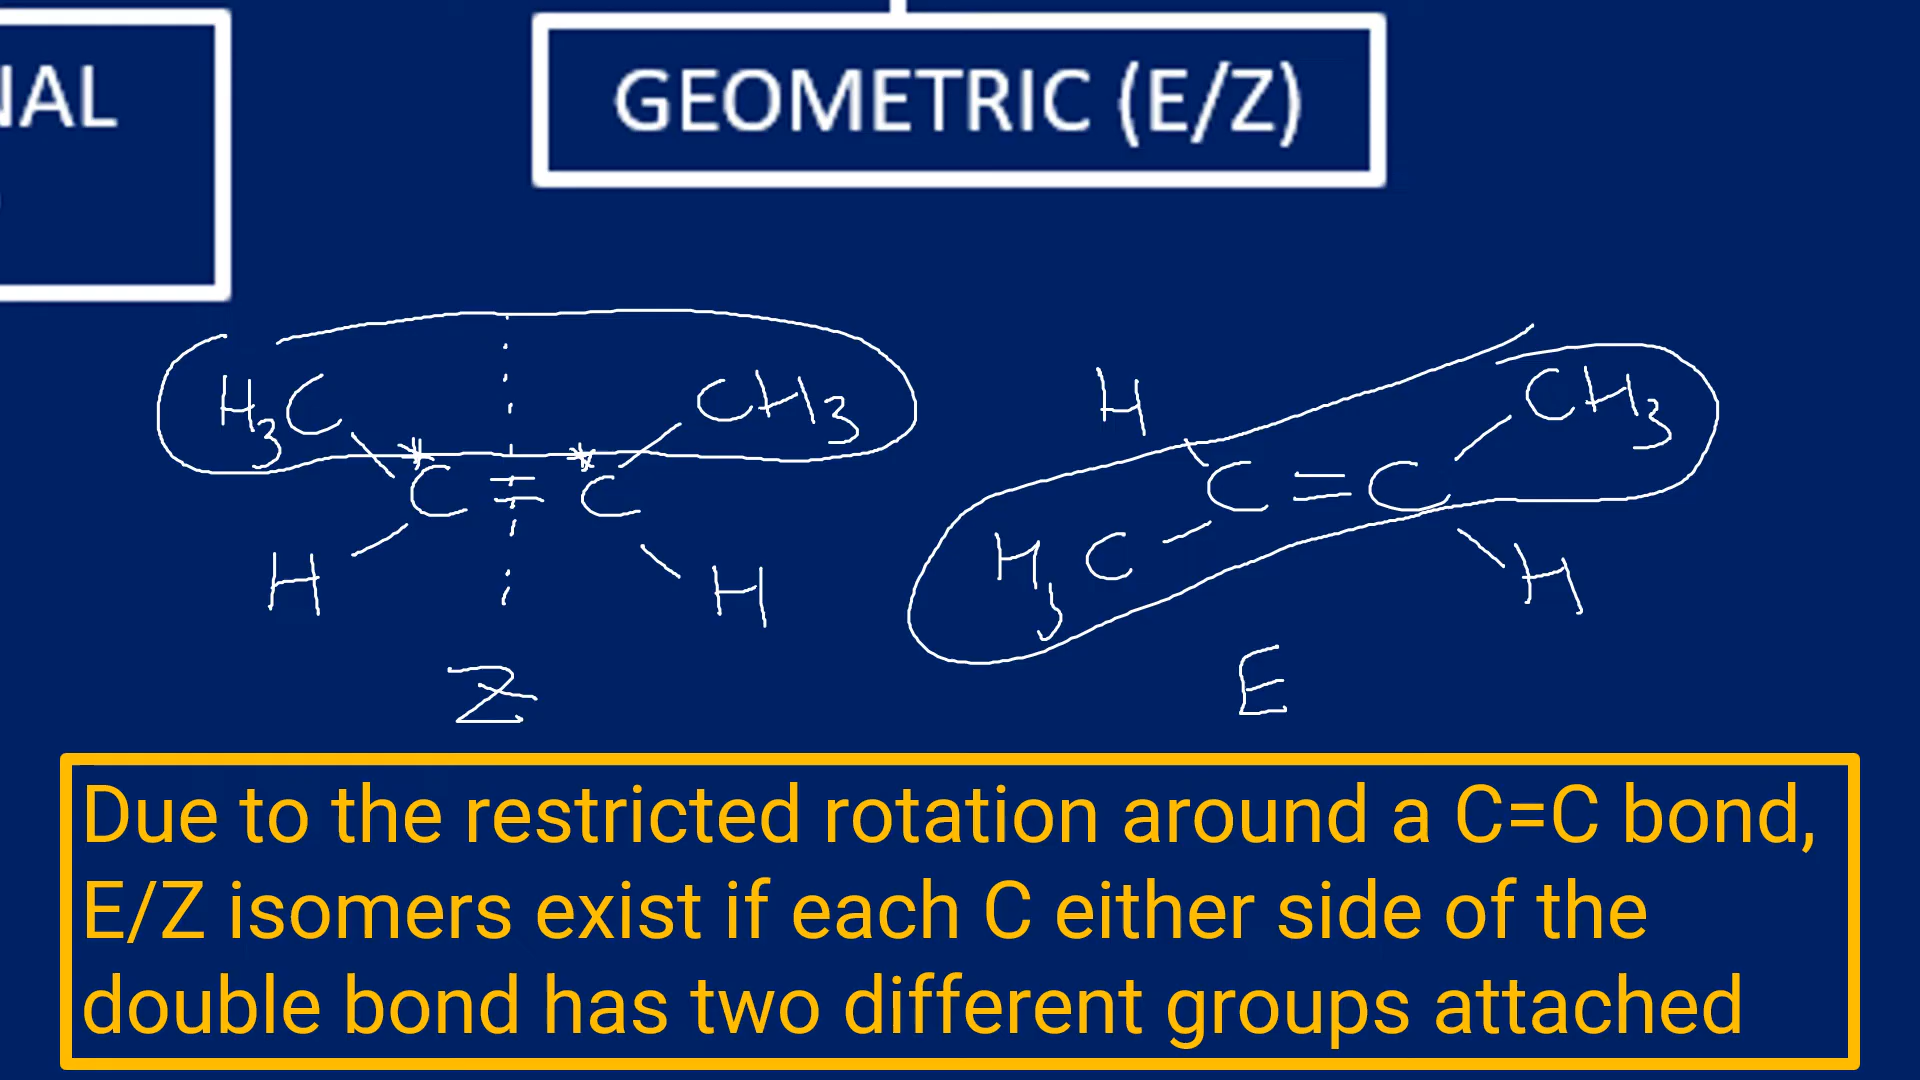 NAL
GEOMETRIC (E/Z)
H3C CH3 H CH3
C = C C = C
H H H3C H
Z E
Due to the restricted rotation around a C=C bond,
E/Z isomers exist if each C either side of the
double bond has two different groups attached